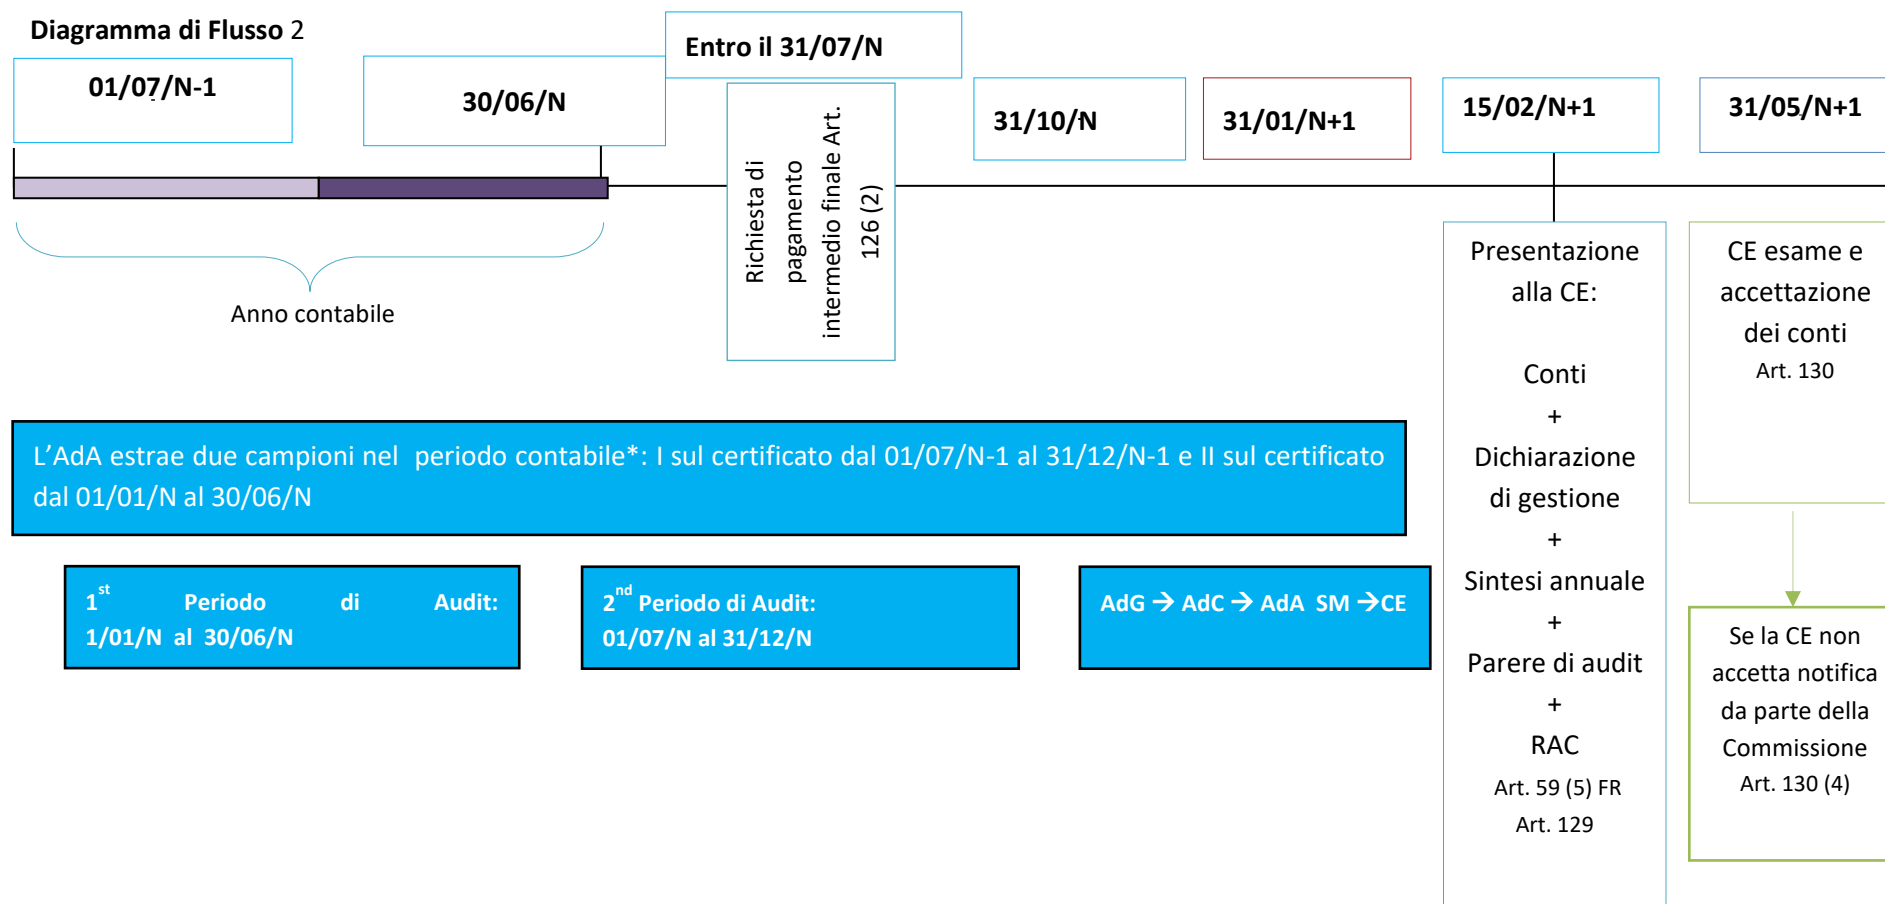 Diagramma di Flusso 2
01/07/N-1
30/06/N
Entro il 31/07/N
31/10/N
31/01/N+1
15/02/N+1
31/05/N+1
Richiesta di
pagamento
intermedio finale Art.
126 (2)
Anno contabile
L’AdA estrae due campioni nel periodo contabile*: I sul certificato dal 01/07/N-1 al 31/12/N-1 e II sul certificato
dal 01/01/N al 30/06/N
1st Periodo di Audit:
1/01/N al 30/06/N
2nd Periodo di Audit:
01/07/N al 31/12/N
AdG → AdC → AdA SM →CE
Presentazione
alla CE:
Conti
+
Dichiarazione
di gestione
+
Sintesi annuale
+
Parere di audit
+
RAC
Art. 59 (5) FR
Art. 129
CE esame e
accettazione
dei conti
Art. 130
Se la CE non
accetta notifica
da parte della
Commissione
Art. 130 (4)